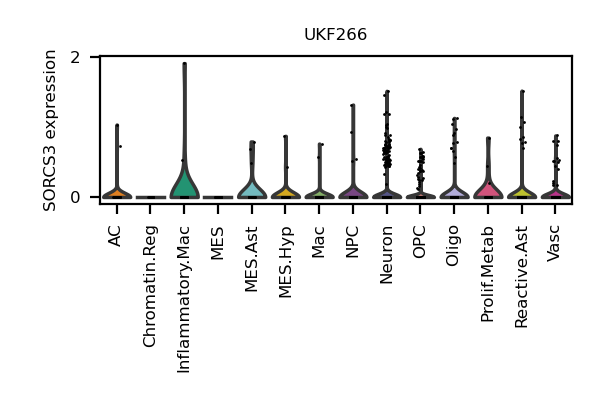 UKF266
SORCS3 expression
2
0
AC
Chromatin.Reg
Inflammatory.Mac
MES
MES.Ast
MES.Hyp
Mac
NPC
Neuron
OPC
Oligo
Prolif.Metab
Reactive.Ast
Vasc